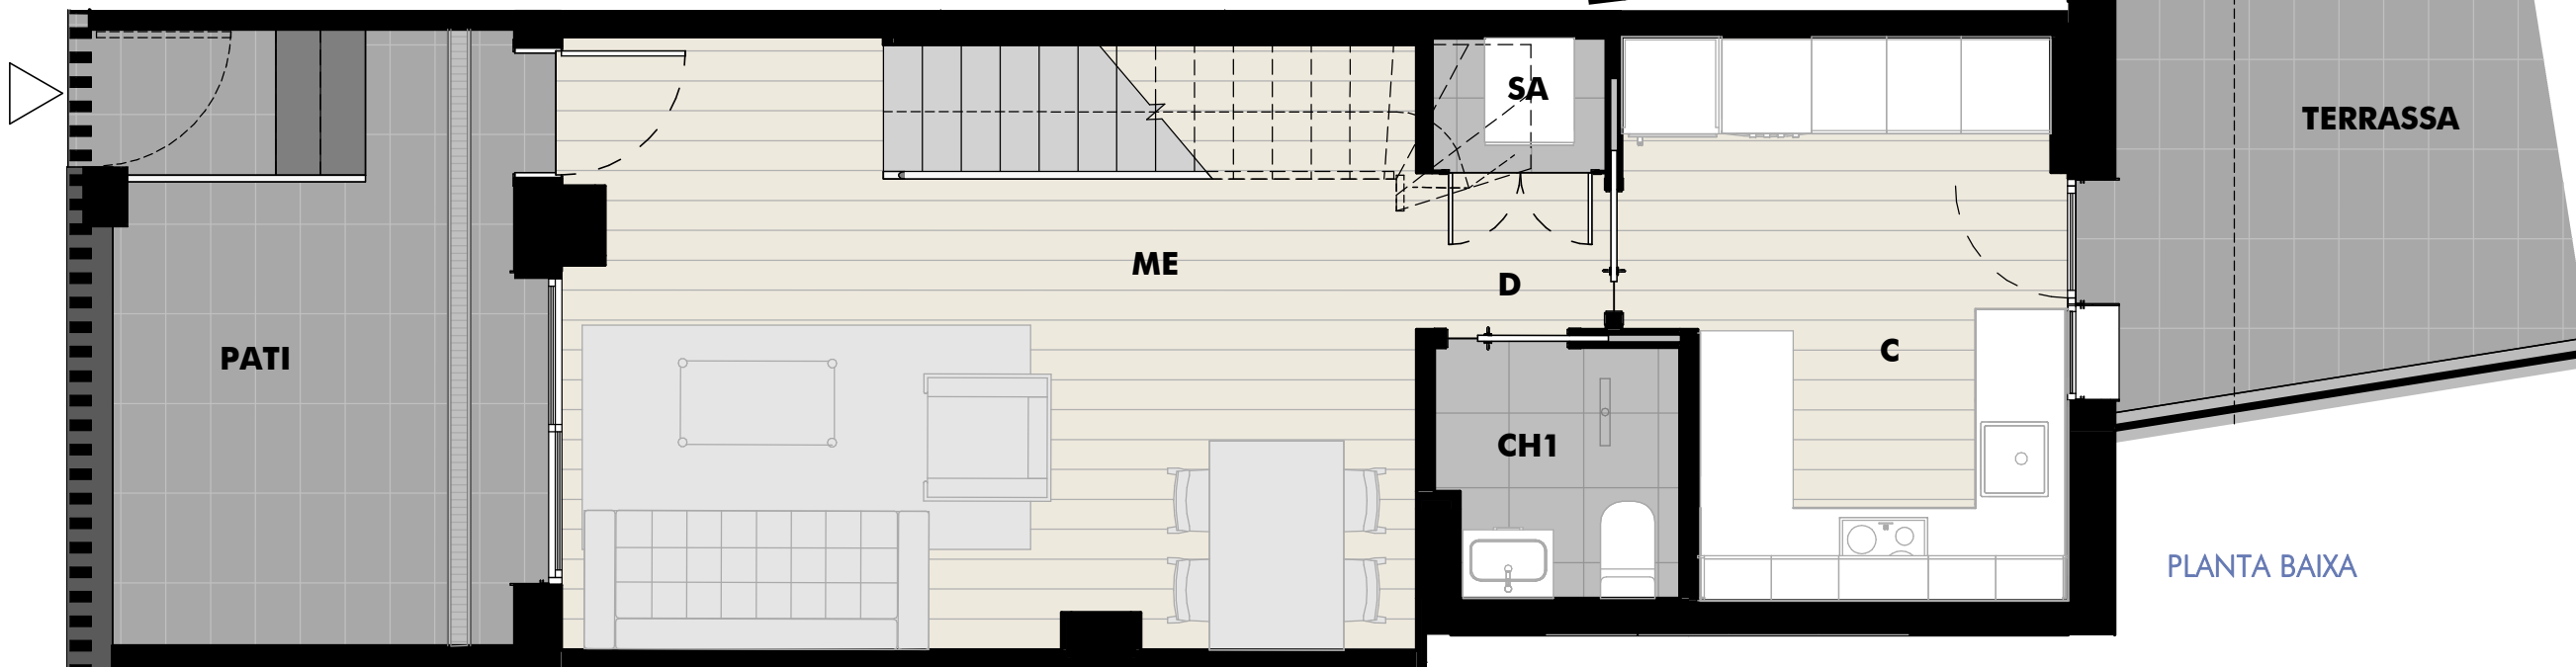 SA
TERRASSA
ME
D
PATI
C
CH1
PLANTA BAIXA